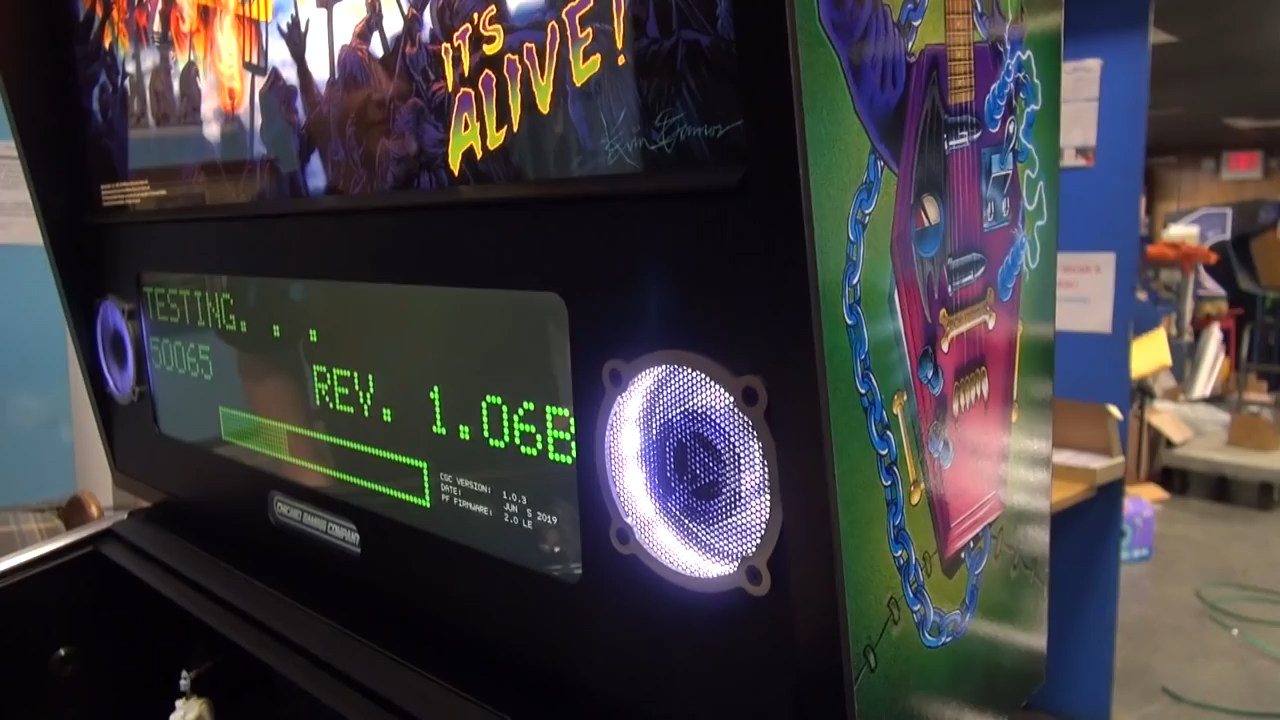 IT'S
ALIVE!
TESTING. . .
50065
REV. 1.06B
CGC VERSION: 1.0.3
DATE: JUN 5 2019
PF FIRMWARE: 2.0 LE
CHICAGO GAMING COMPANY